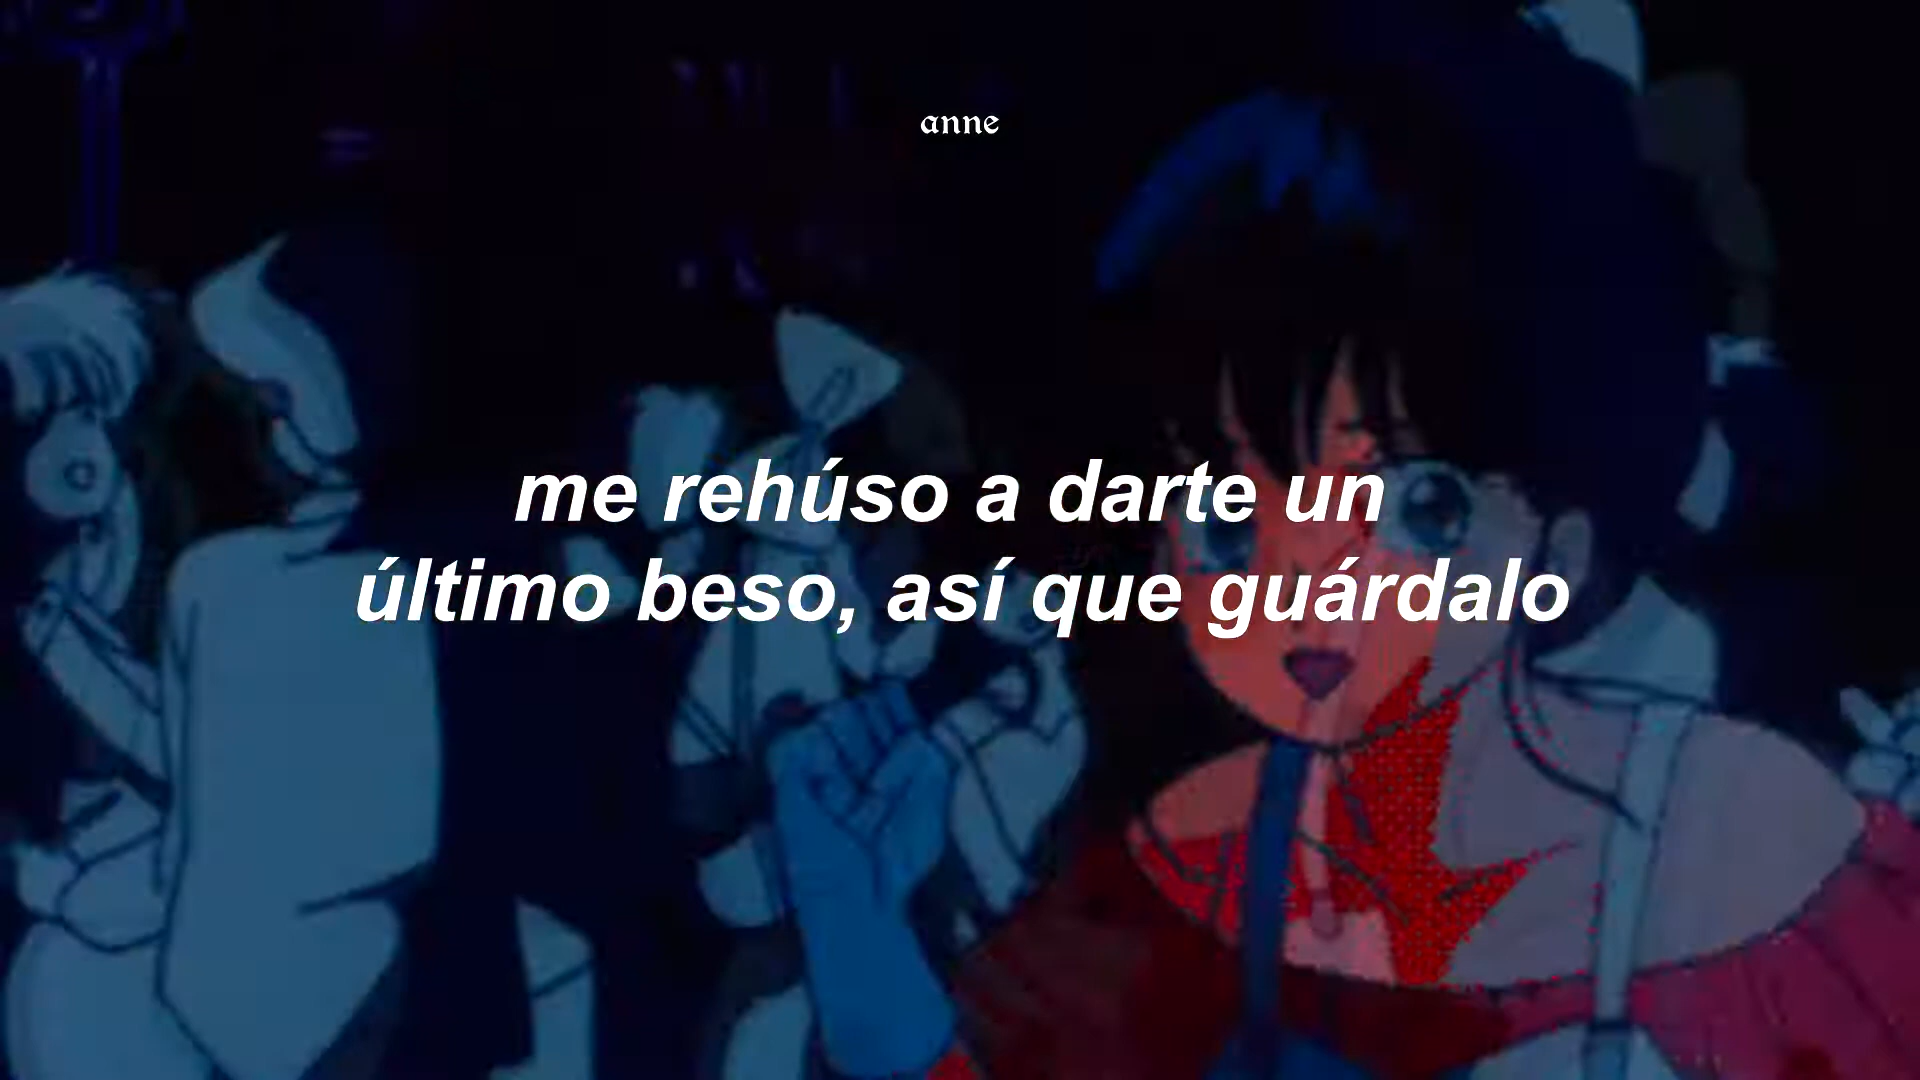 anne
me rehúso a darte un
último beso, así que guárdalo